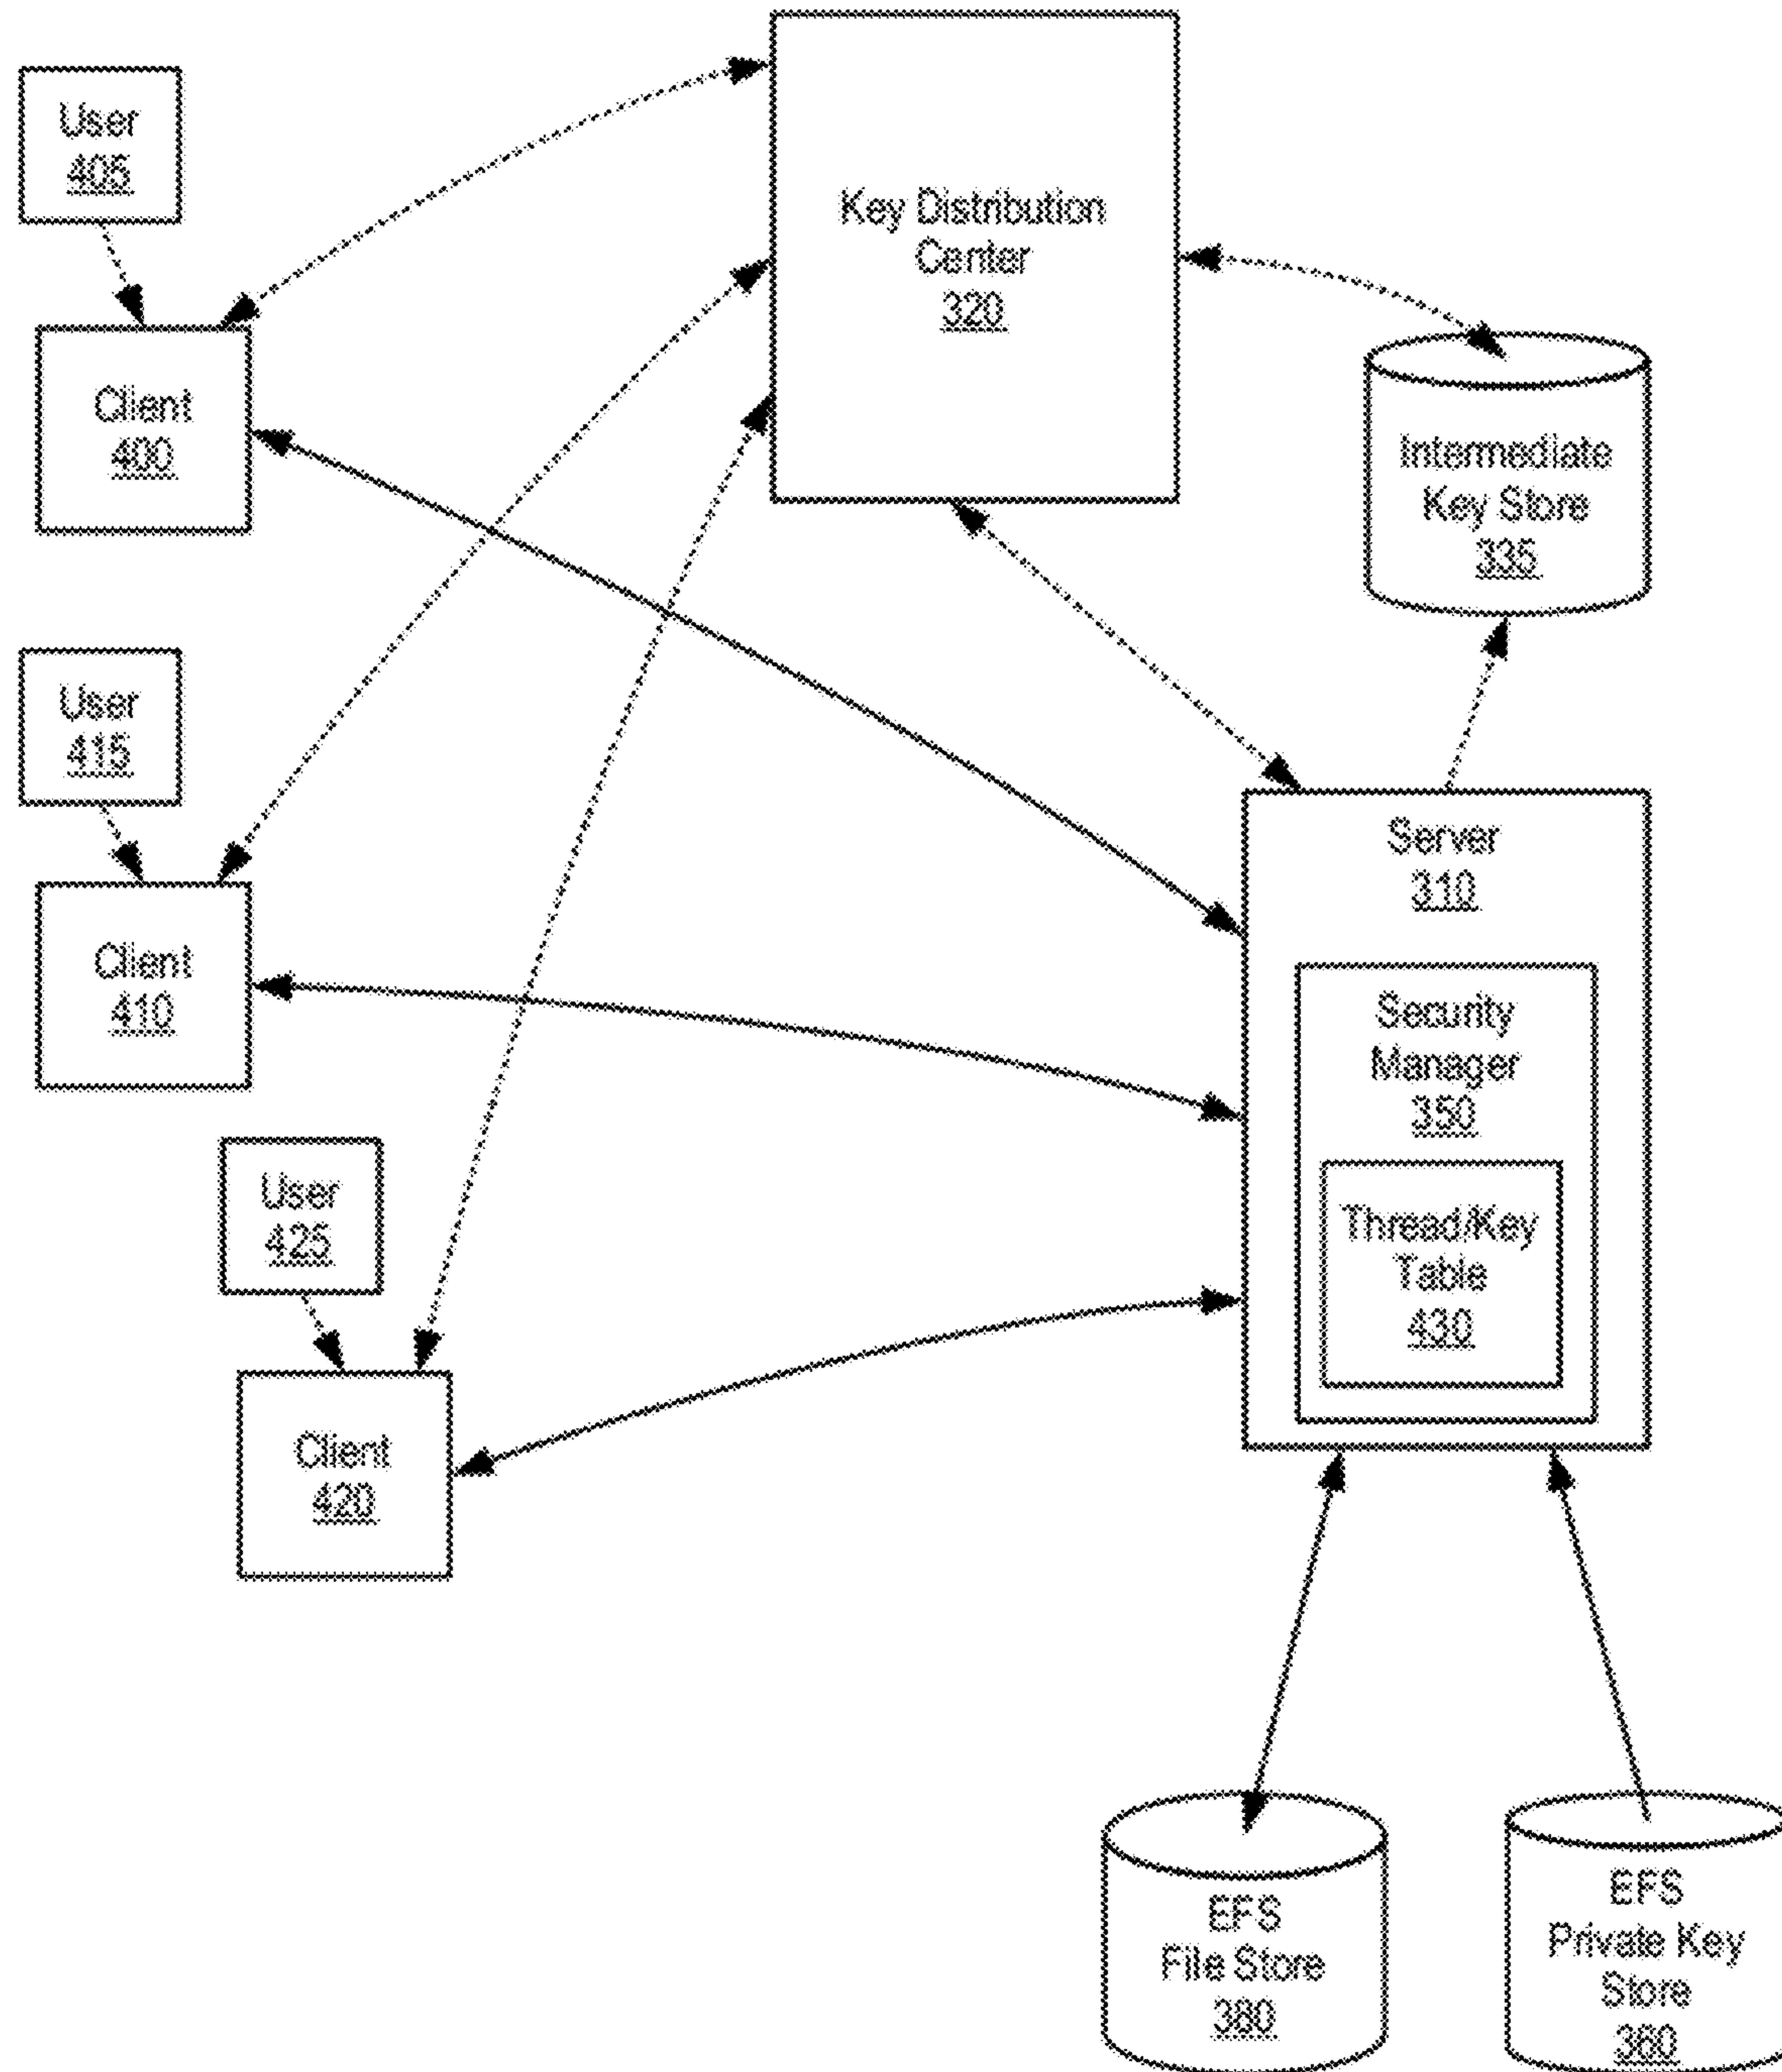 User
405
Key Distribution
Center
320
Client
400
Intermediate
Key Store
335
User
415
Server
310
Client
410
Security
Manager
350
User
425
Thread/Key
Table
430
Client
420
EFS
File Store
380
EFS
Private Key
Store
360